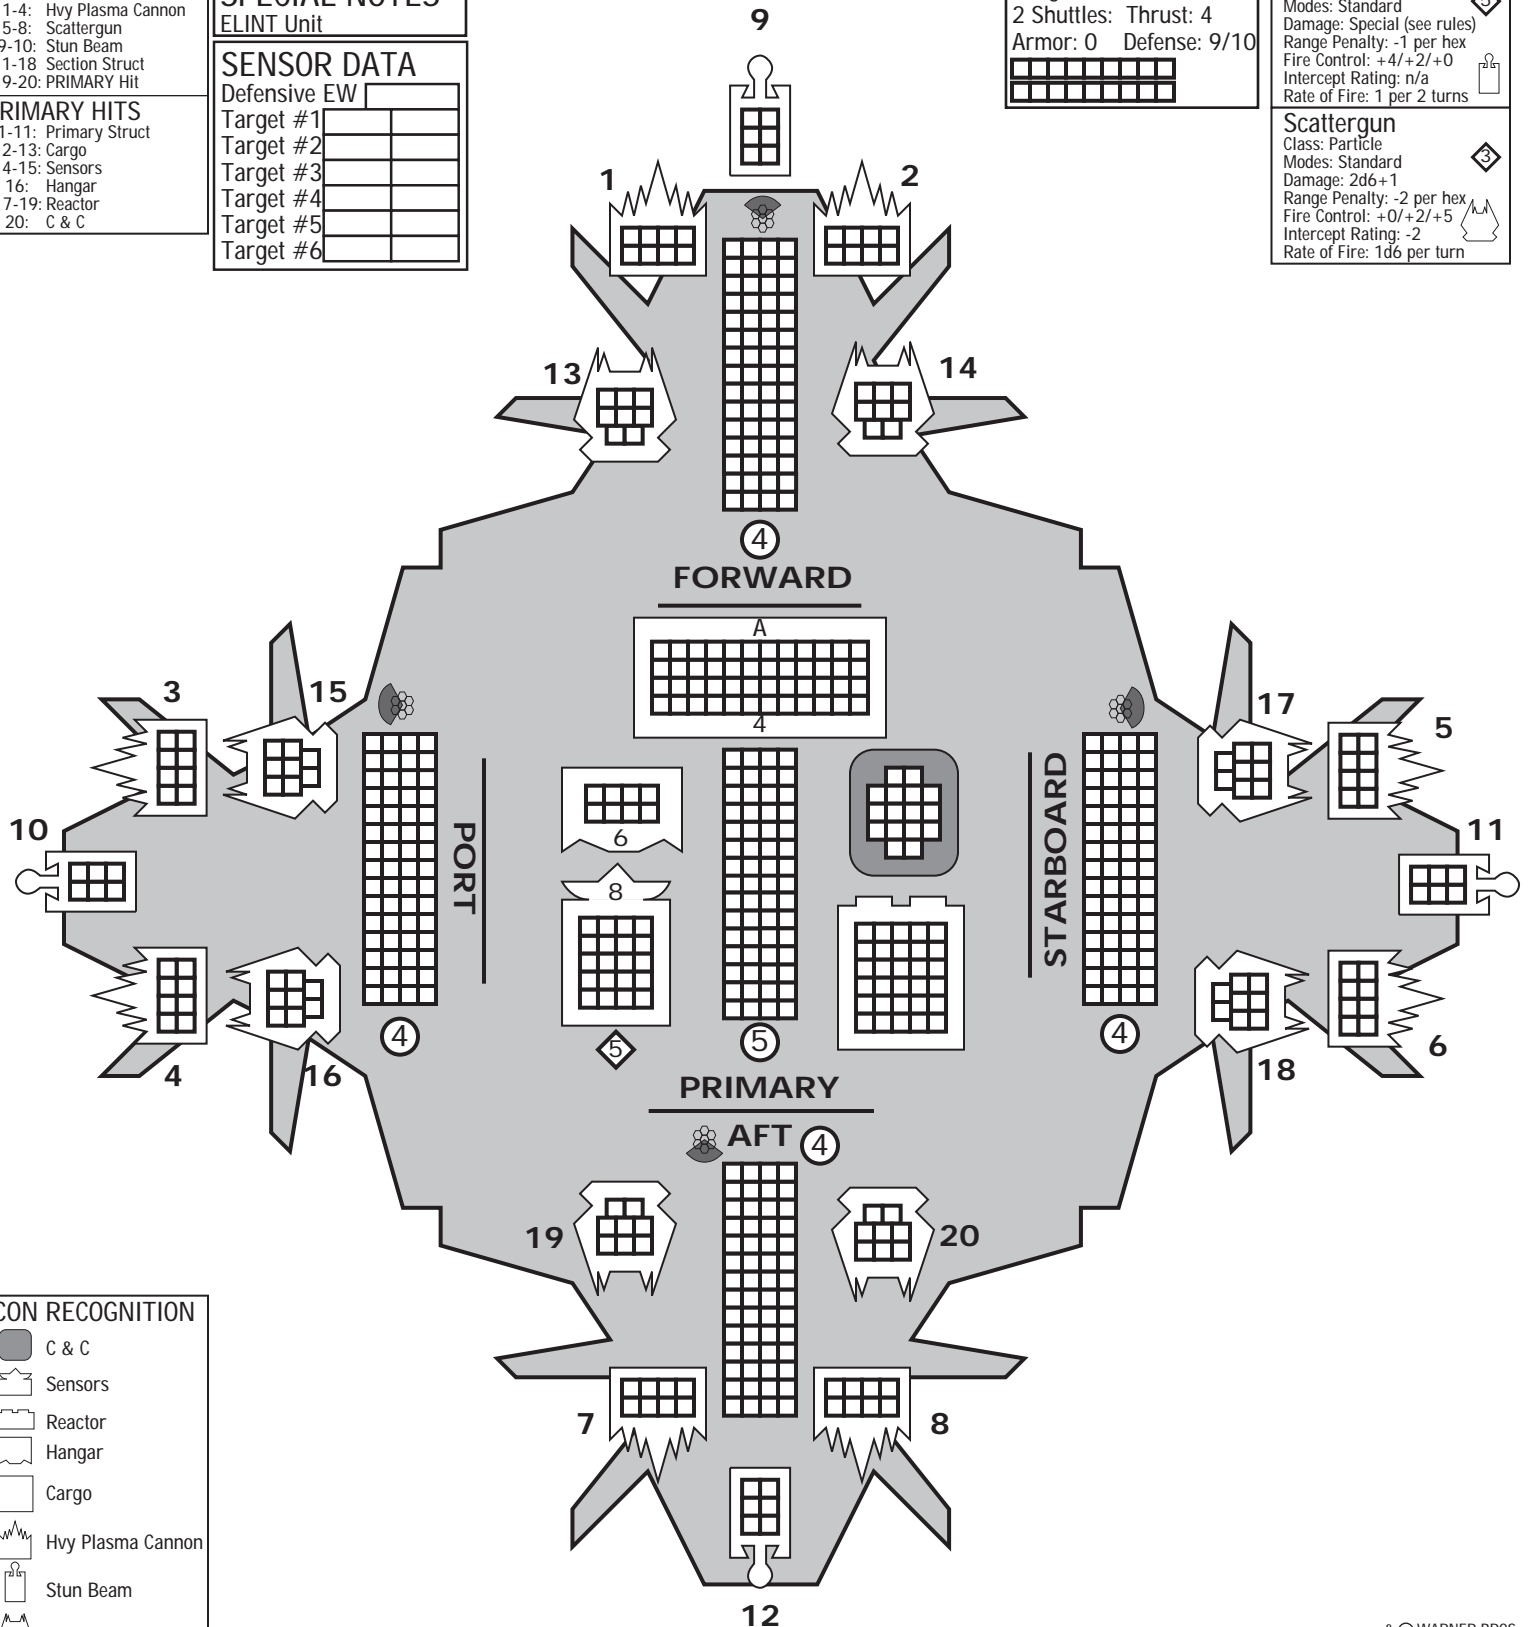 1-4: Hvy Plasma Cannon
5-8: Scattergun
9-10: Stun Beam
1-18 Section Struct
9-20: PRIMARY Hit
RIMARY HITS
1-11: Primary Struct
2-13: Cargo
4-15: Sensors
16: Hangar
7-19: Reactor
20: C & C
SPECIAL NOTES
ELINT Unit
SENSOR DATA
Defensive EW
Target #1
Target #2
Target #3
Target #4
Target #5
Target #6
2 Shuttles: Thrust: 4
Armor: 0 Defense: 9/10
Modes: Standard
Damage: Special (see rules)
Range Penalty: -1 per hex
Fire Control: +4/+2/+0
Intercept Rating: n/a
Rate of Fire: 1 per 2 turns
5
Scattergun
Class: Particle
Modes: Standard
Damage: 2d6+1
Range Penalty: -2 per hex
Fire Control: +0/+2/+5
Intercept Rating: -2
Rate of Fire: 1d6 per turn
3
9
1
2
13
14
4
FORWARD
A
4
3
15
17
5
10
PORT
6
8
STARBOARD
11
4
5
5
4
4
16
18
6
PRIMARY
AFT 4
19
20
7
8
12
CON RECOGNITION
C & C
Sensors
Reactor
Hangar
Cargo
Hvy Plasma Cannon
Stun Beam